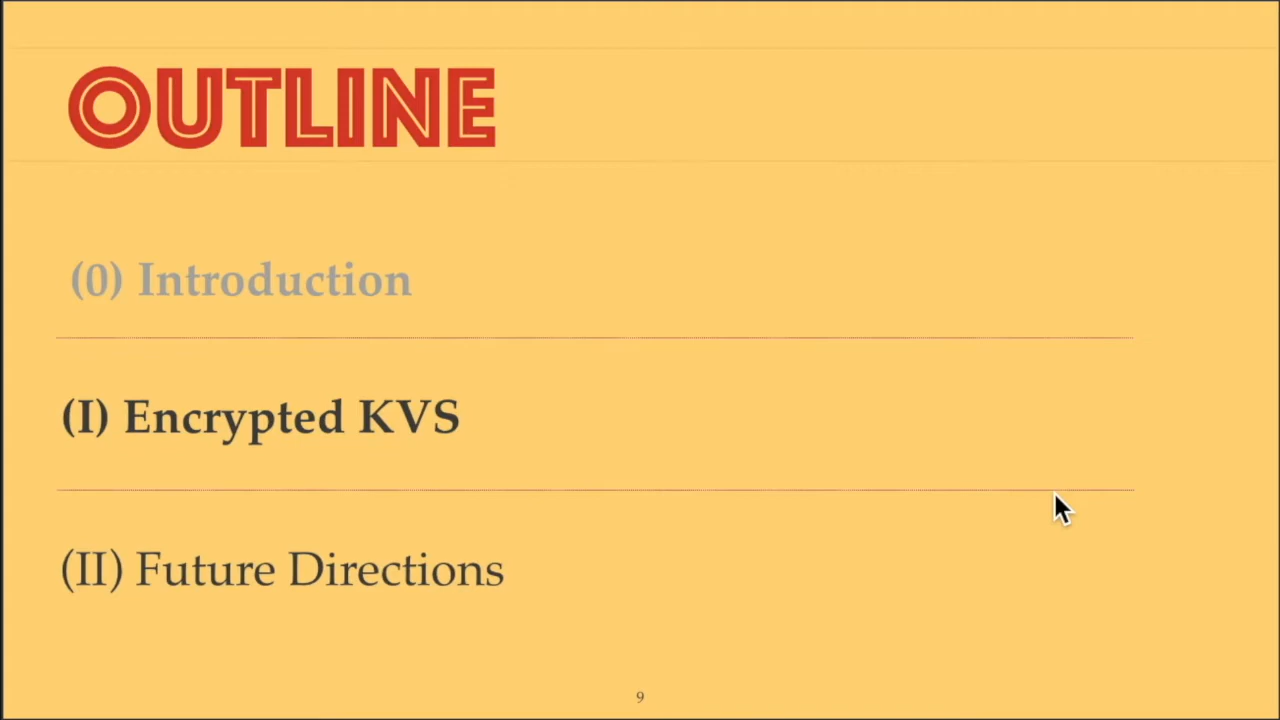 OUTLINE
(0) Introduction
(I) Encrypted KVS
(II) Future Directions
9